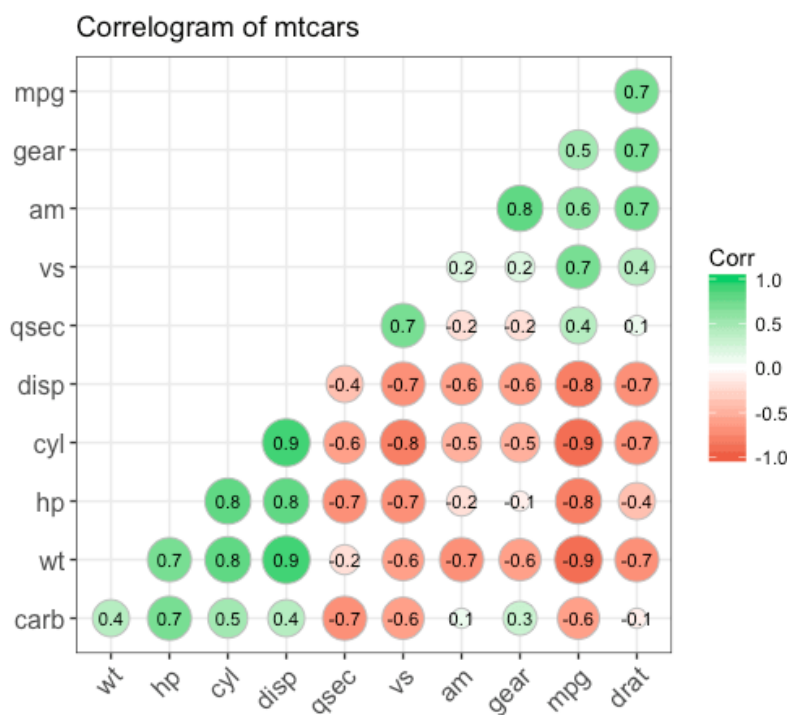 Correlogram of mtcars
mpg 0.7
gear 0.5 0.7
am 0.8 0.6 0.7
vs 0.2 0.2 0.7 0.4
qsec 0.7 -0.2 -0.2 0.4 0.1
disp -0.4 -0.7 -0.6 -0.6 -0.8 -0.7
cyl 0.9 -0.6 -0.8 -0.5 -0.5 -0.9 -0.7
hp 0.8 0.8 -0.7 -0.7 -0.2 -0.1 -0.8 -0.4
wt 0.7 0.8 0.9 -0.2 -0.6 -0.7 -0.6 -0.9 -0.7
carb 0.4 0.7 0.5 0.4 -0.7 -0.6 0.1 0.3 -0.6 -0.1
wt hp cyl disp qsec vs am gear mpg drat
Corr
1.0
0.5
0.0
-0.5
-1.0